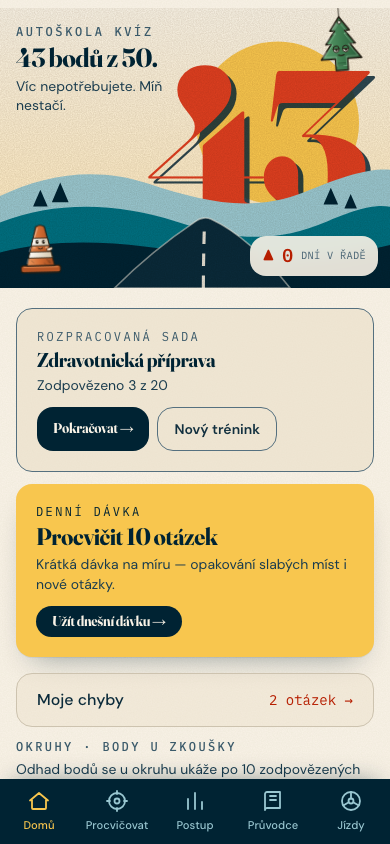 AUTOŠKOLA KVÍZ
43 bodů z 50.
Víc nepotřebujete. Míň
nestačí.
43
▲ 0 DNÍ V ŘADĚ
ROZPRACOVANÁ SADA
Zdravotnická příprava
Zodpovězeno 3 z 20
Pokračovat →
Nový trénink
DENNÍ DÁVKA
Procvičit 10 otázek
Krátká dávka na míru — opakování slabých míst i
nové otázky.
Užít dnešní dávku →
Moje chyby
2 otázek →
OKRUHY · BODY U ZKOUŠKY
Odhad bodů se u okruhu ukáže po 10 zodpovězených
Domů
Procvičovat
Postup
Průvodce
Jízdy